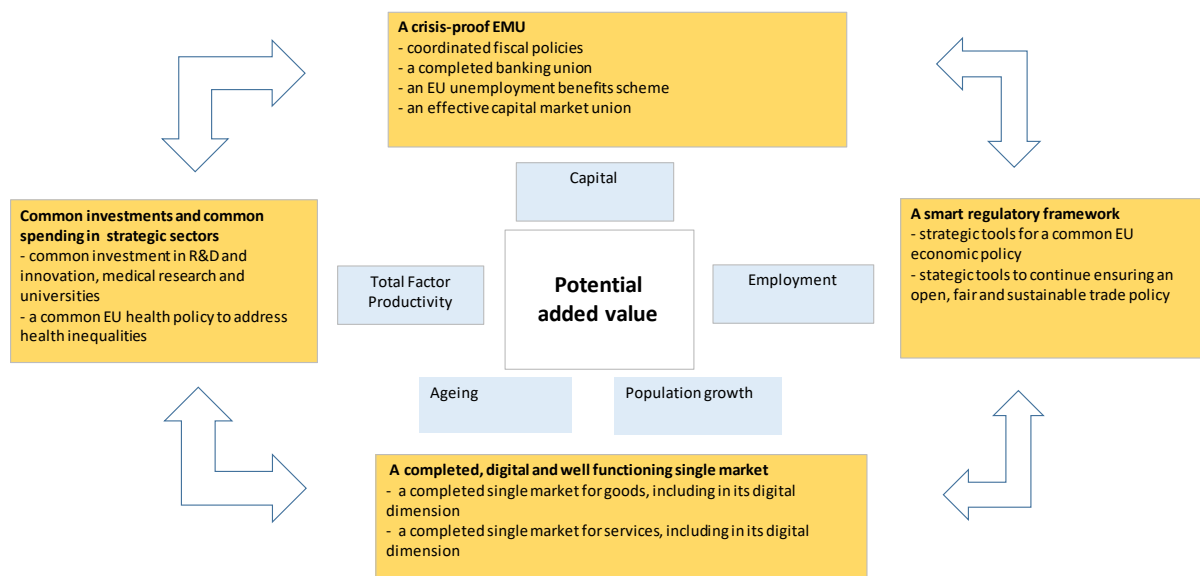 A crisis-proof EMU
- coordinated fiscal policies
- a completed banking union
- an EU unemployment benefits scheme
- an effective capital market union
Capital
Common investments and common
spending in strategic sectors
- common investment in R&D and
innovation, medical research and
universities
- a common EU health policy to address
health inequalities
Total Factor
Productivity
Potential
added value
Employment
A smart regulatory framework
- strategic tools for a common EU
economic policy
- stategic tools to continue ensuring an
open, fair and sustainable trade policy
Ageing
Population growth
A completed, digital and well functioning single market
- a completed single market for goods, including in its digital
dimension
- a completed single market for services, including in its digital
dimension